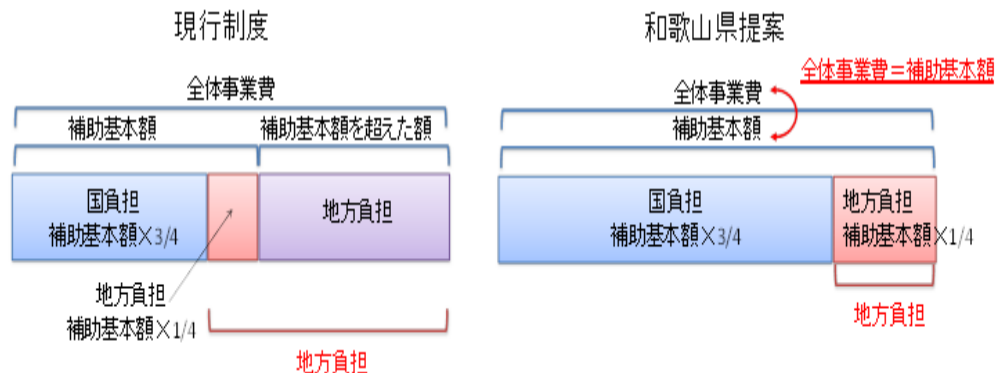 現行制度
全体事業費
補助基本額
補助基本額を超えた額
国負担
補助基本額×3/4
地方負担
地方負担
補助基本額×1/4
地方負担
和歌山県提案
全体事業費＝補助基本額
全体事業費
補助基本額
国負担
補助基本額×3/4
地方負担
補助基本額×1/4
地方負担